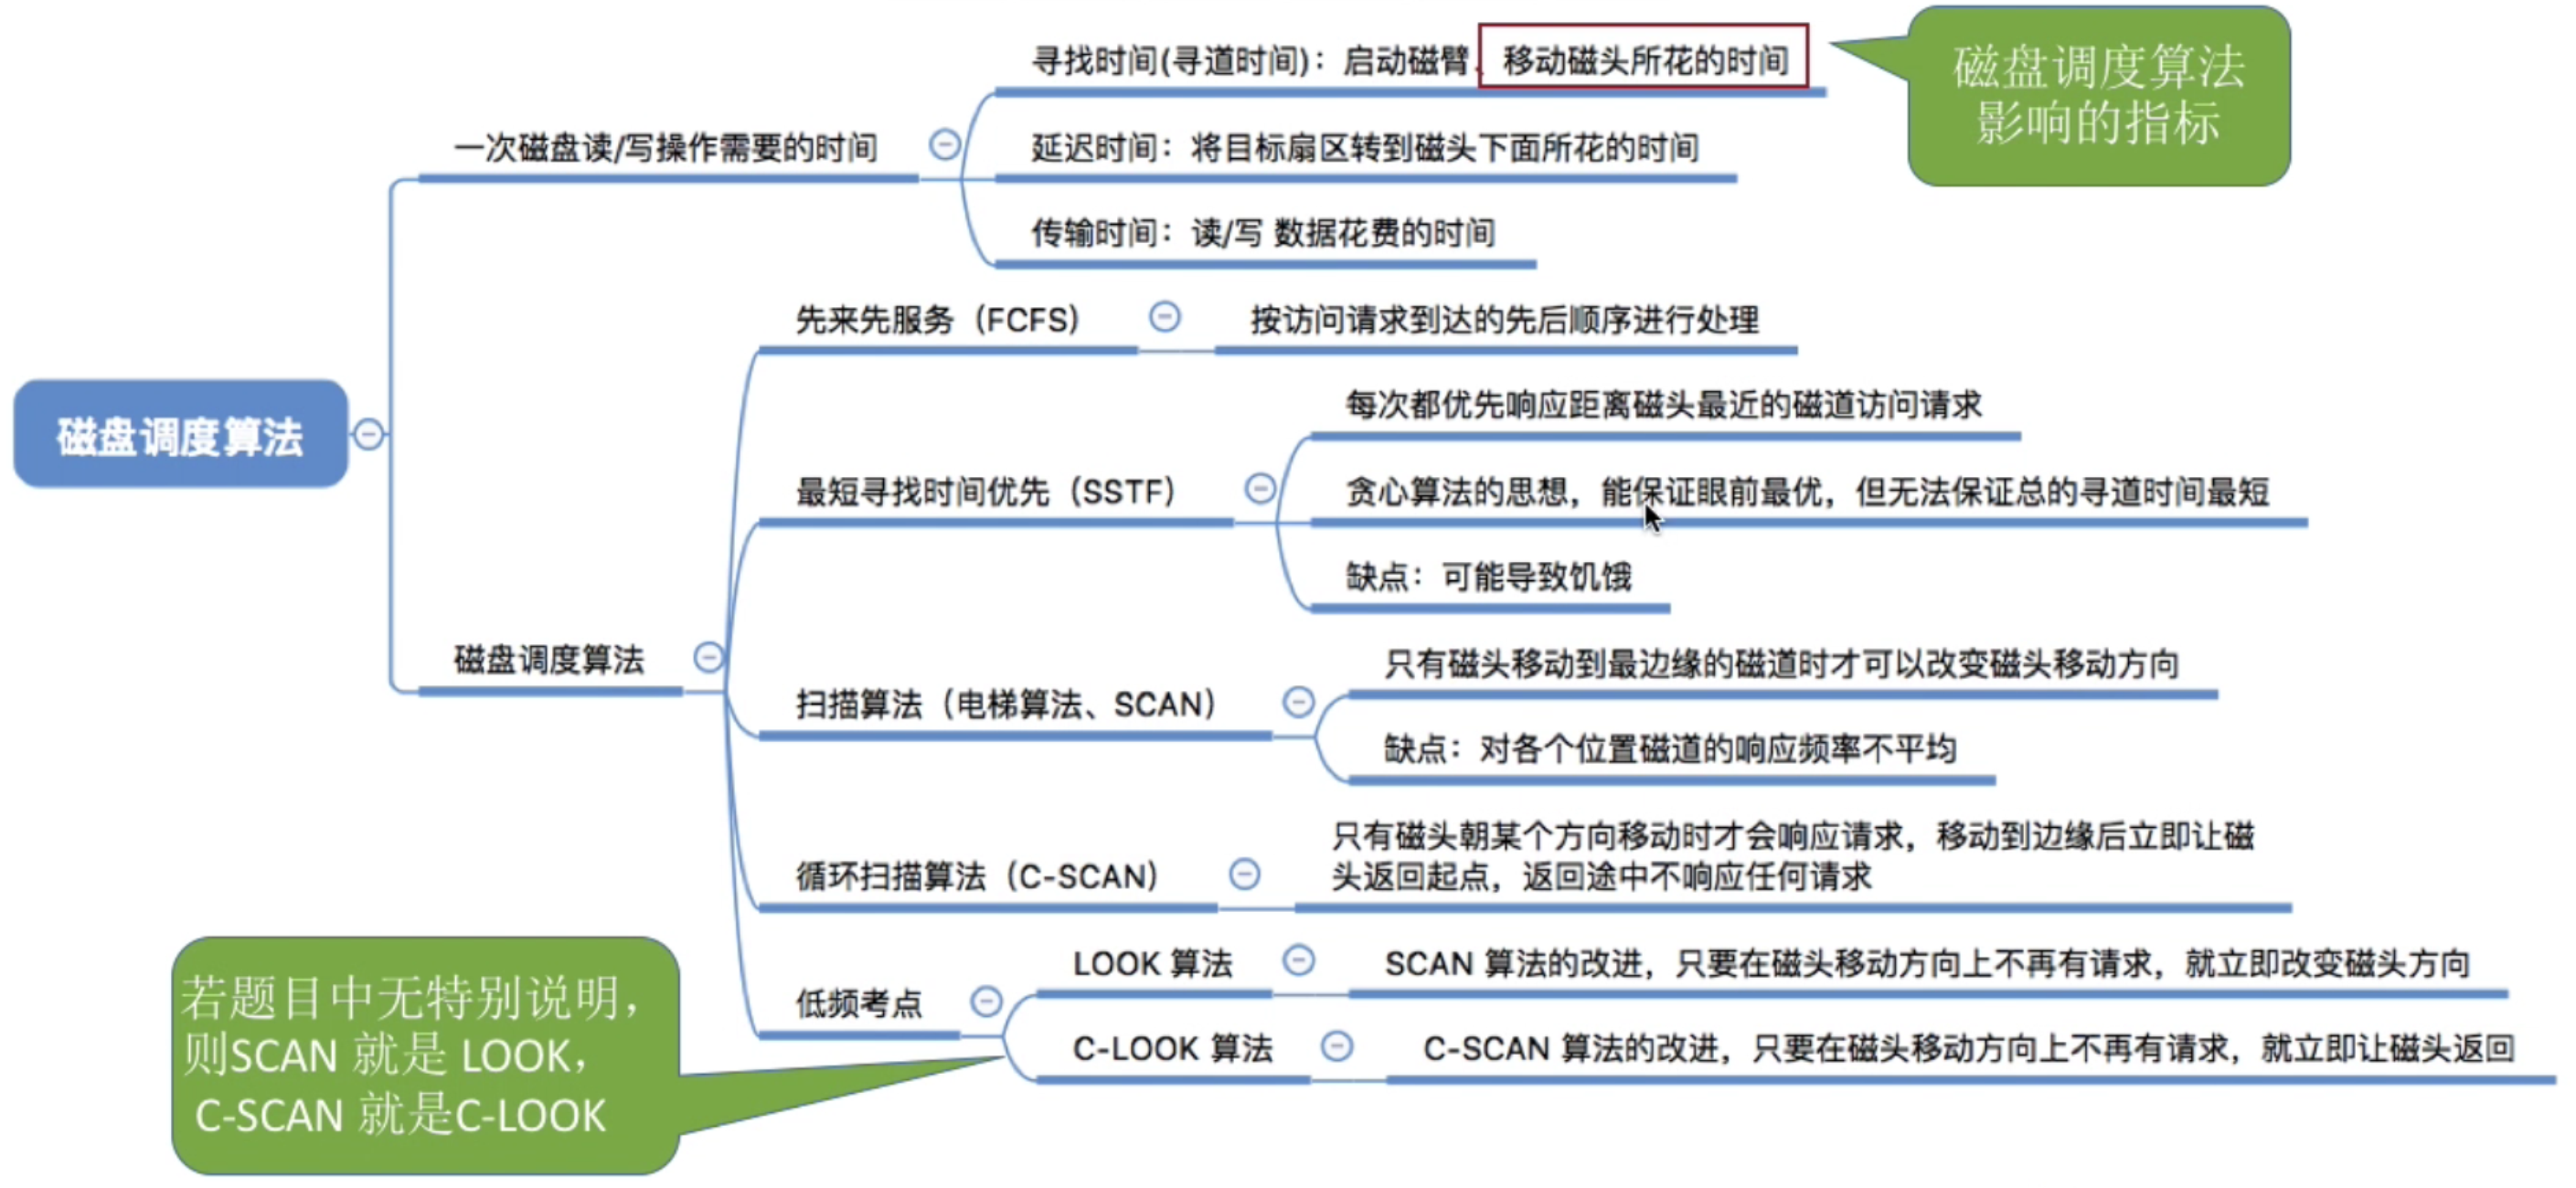 寻找时间(寻道时间)：启动磁臂、移动磁头所花的时间
磁盘调度算法
影响的指标
一次磁盘读/写操作需要的时间
延迟时间：将目标扇区转到磁头下面所花的时间
传输时间：读/写 数据花费的时间
先来先服务（FCFS）
按访问请求到达的先后顺序进行处理
每次都优先响应距离磁头最近的磁道访问请求
磁盘调度算法
最短寻找时间优先（SSTF）
贪心算法的思想，能保证眼前最优，但无法保证总的寻道时间最短
缺点：可能导致饥饿
磁盘调度算法
只有磁头移动到最边缘的磁道时才可以改变磁头移动方向
扫描算法（电梯算法、SCAN）
缺点：对各个位置磁道的响应频率不平均
循环扫描算法（C-SCAN）
只有磁头朝某个方向移动时才会响应请求，移动到边缘后立即让磁
头返回起点，返回途中不响应任何请求
低频考点
LOOK 算法
SCAN 算法的改进，只要在磁头移动方向上不再有请求，就立即改变磁头方向
C-LOOK 算法
C-SCAN 算法的改进，只要在磁头移动方向上不再有请求，就立即让磁头返回
若题目中无特别说明，
则SCAN 就是 LOOK，
C-SCAN 就是C-LOOK